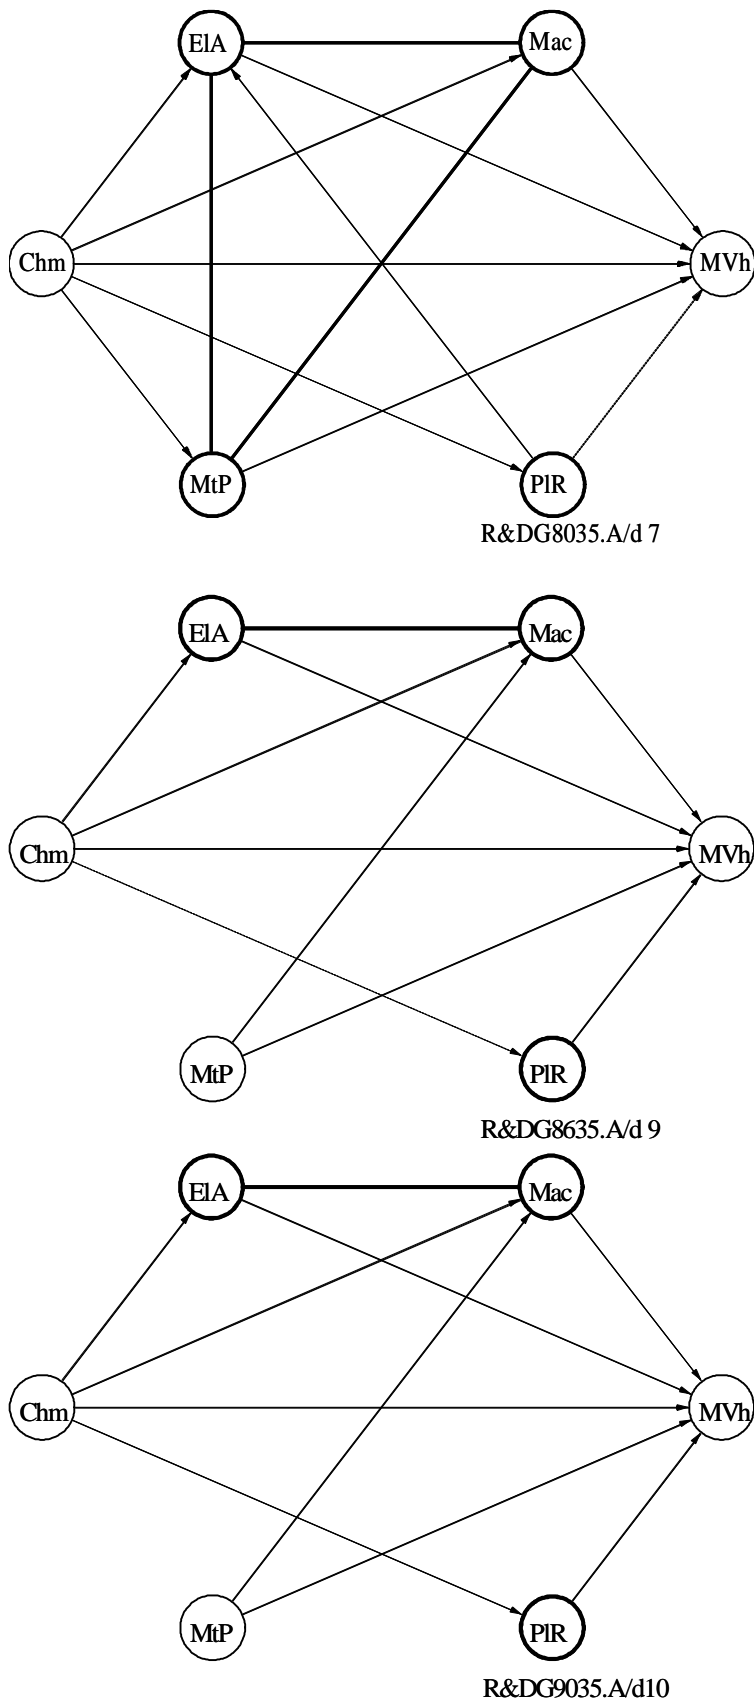 ElA
Mac
Chm
MVh
MtP
PlR
R&DG8035.A/d 7
ElA
Mac
Chm
MVh
MtP
PlR
R&DG8635.A/d 9
ElA
Mac
Chm
MVh
MtP
PlR
R&DG9035.A/d10